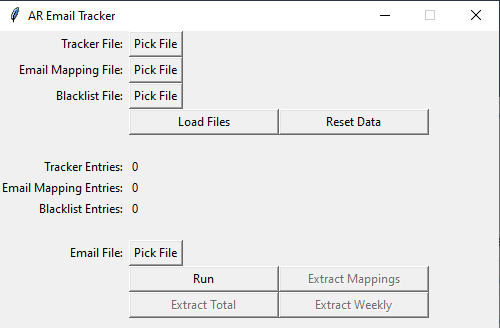 AR Email Tracker
Tracker File: Pick File
Email Mapping File: Pick File
Blacklist File: Pick File
Load Files Reset Data
Tracker Entries: 0
Email Mapping Entries: 0
Blacklist Entries: 0
Email File: Pick File
Run Extract Mappings
Extract Total Extract Weekly